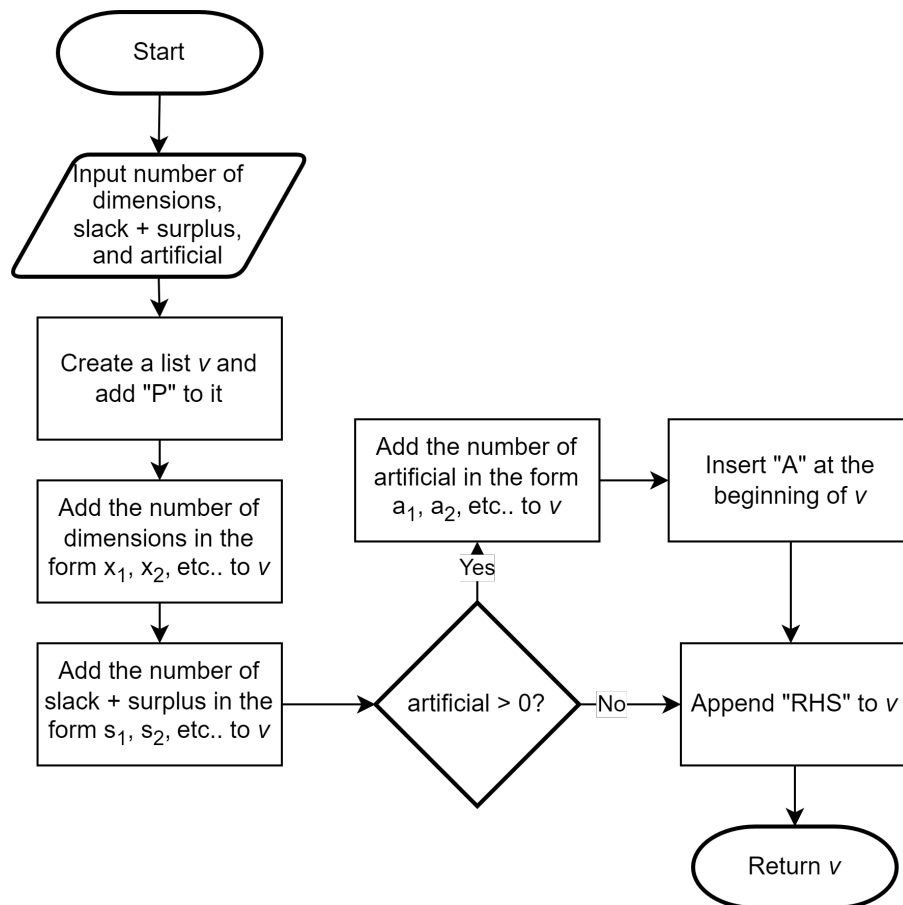 Start
Input number of
dimensions,
slack + surplus,
and artificial
Create a list v and
add "P" to it
Add the number of
dimensions in the
form x₁, x₂, etc.. to v
Add the number of
slack + surplus in the
form s₁, s₂, etc.. to v
artificial > 0?
Yes
Add the number of
artificial in the form
a₁, a₂, etc.. to v
Insert "A" at the
beginning of v
No
Append "RHS" to v
Return v